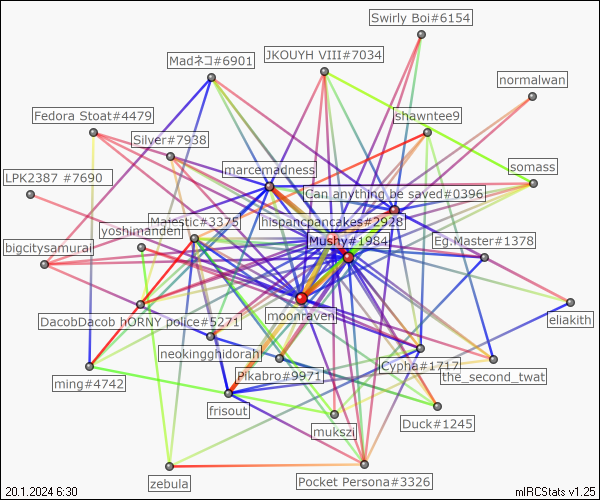 Swirly Boi#6154
JKOUYH VIII#7034
Madネコ#6901
normalwan
Fedora Stoat#4479
shawntee9
Silver#7938
LPK2387 #7690
marcemadness
somass
Can anything be saved#0396
Majestic#3375
hispancpancakes#2928
yoshimanden
Mushy#1984
Eg.Master#1378
bigcitysamurai
DacobDacob hORNY police#5271
moonraven
eliakith
neokingghidorah
Cypha#1717
ming#4742
Pikabro#9971
the_second_twat
frisout
Duck#1245
mukszi
zebula
Pocket Persona#3326
20.1.2024 6:30
mIRCStats v1.25